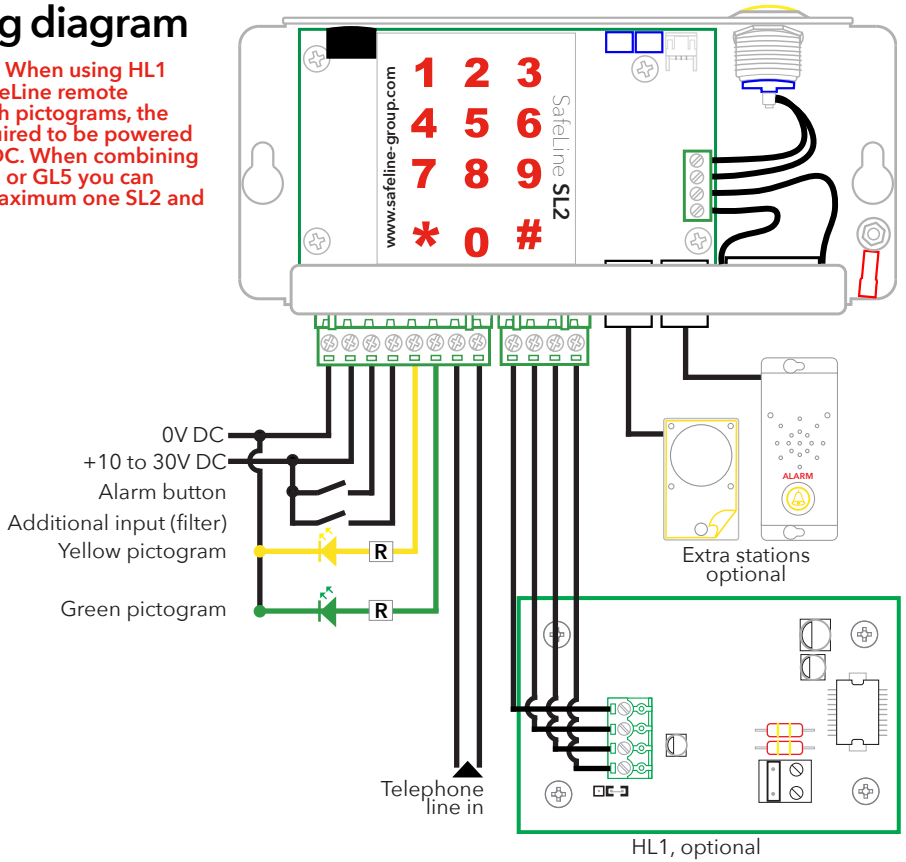 g diagram
When using HL1
eLine remote
h pictograms, the
uired to be powered
DC. When combining
or GL5 you can
maximum one SL2 and
www.safeline-group.com
1 2 3
4 5 6
7 8 9
* 0 #
SafeLine SL2
0V DC
+10 to 30V DC
Alarm button
Additional input (filter)
Yellow pictogram
R
Green pictogram
R
ALARM
Extra stations
optional
Telephone
line in
HL1, optional